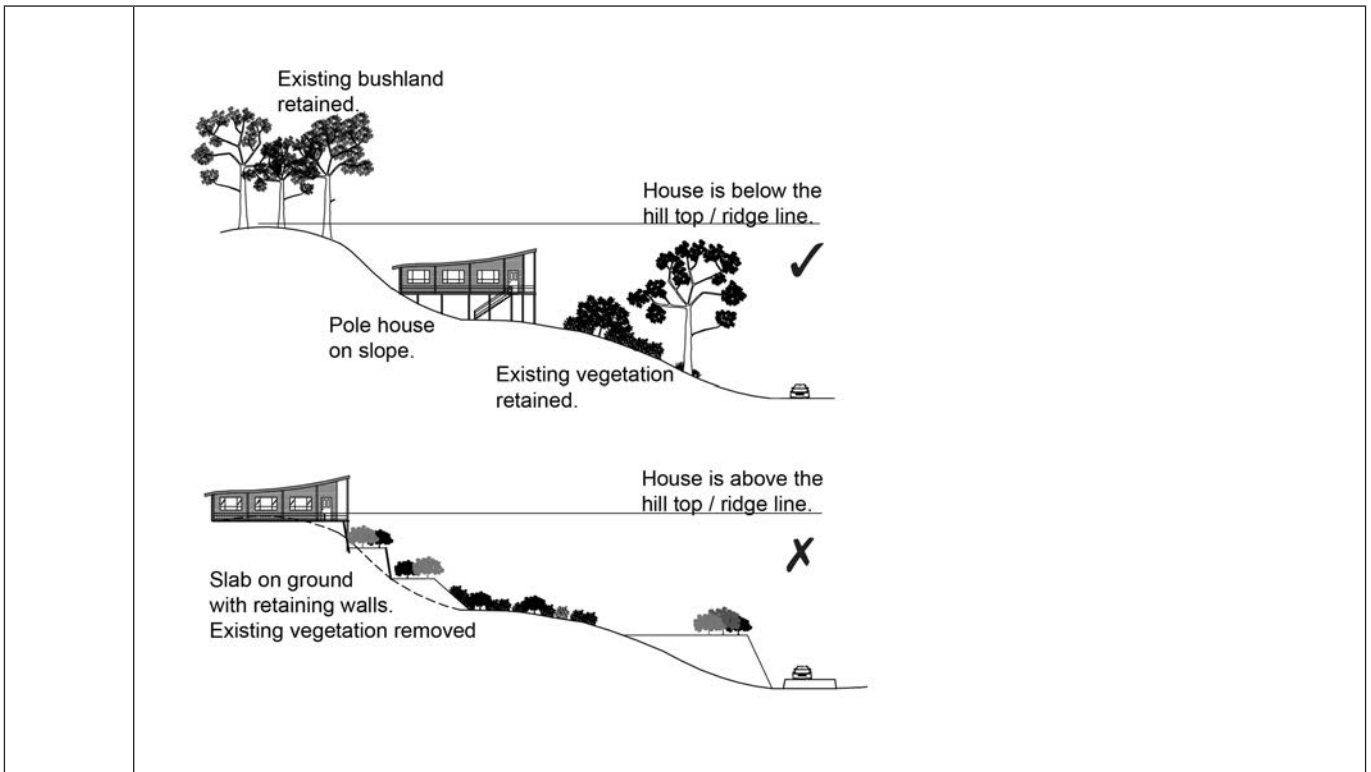 Existing bushland
retained.
House is below the
hill top / ridge line.
Pole house
on slope.
Existing vegetation
retained.
House is above the
hill top / ridge line.
Slab on ground
with retaining walls.
Existing vegetation removed